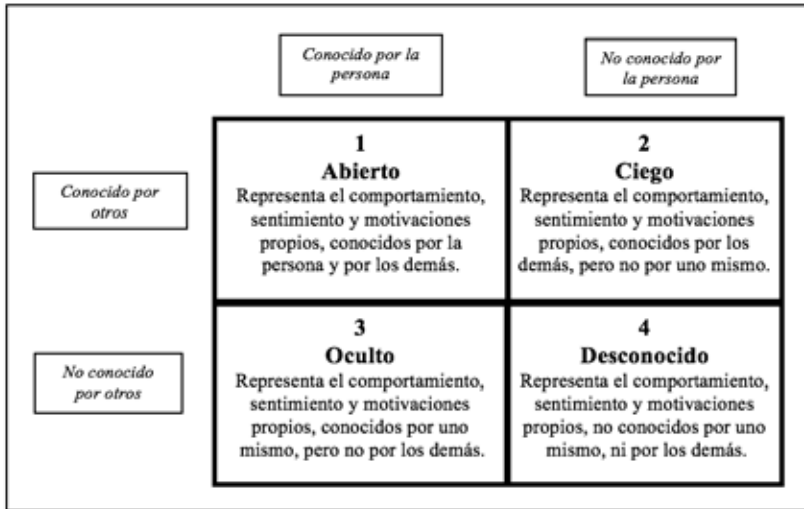 Conocido por la
persona
No conocido por
la persona
Conocido por
otros
1
Abierto
Representa el comportamiento,
sentimiento y motivaciones
propios, conocidos por la
persona y por los demás.
2
Ciego
Representa el comportamiento,
sentimiento y motivaciones
propios, conocidos por los
demás, pero no por uno mismo.
No conocido
por otros
3
Oculto
Representa el comportamiento,
sentimiento y motivaciones
propios, conocidos por uno
mismo, pero no por los demás.
4
Desconocido
Representa el comportamiento,
sentimiento y motivaciones
propios, no conocidos por uno
mismo, ni por los demás.